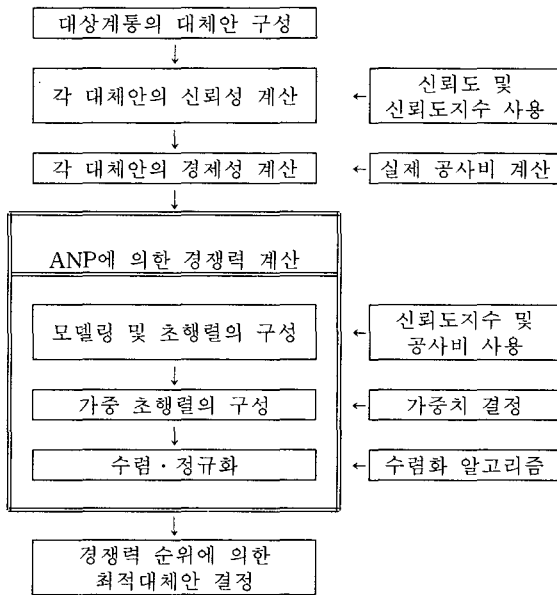 대상계통의 대체안 구성
↓
각 대체안의 신뢰성 계산
← 신뢰도 및
신뢰도지수 사용
↓
각 대체안의 경제성 계산
← 실제 공사비 계산
↓
ANP에 의한 경쟁력 계산
모델링 및 초행렬의 구성
← 신뢰도지수 및
공사비 사용
↓
가중 초행렬의 구성
← 가중치 결정
↓
수렴·정규화
← 수렴화 알고리즘
↓
경쟁력 순위에 의한
최적대체안 결정